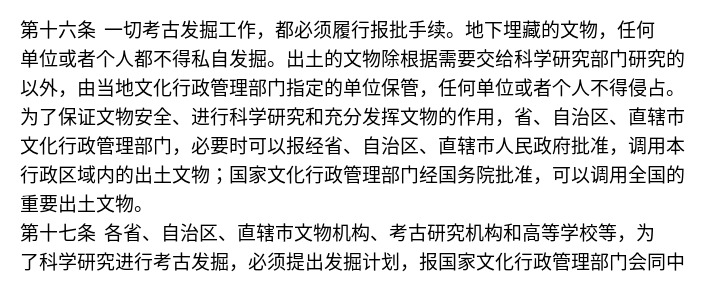 第十六条 一切考古发掘工作，都必须履行报批手续。地下埋藏的文物，任何
单位或者个人都不得私自发掘。出土的文物除根据需要交给科学研究部门研究的
以外，由当地文化行政管理部门指定的单位保管，任何单位或者个人不得侵占。
为了保证文物安全、进行科学研究和充分发挥文物的作用，省、自治区、直辖市
文化行政管理部门，必要时可以报经省、自治区、直辖市人民政府批准，调用本
行政区域内的出土文物；国家文化行政管理部门经国务院批准，可以调用全国的
重要出土文物。
第十七条 各省、自治区、直辖市文物机构、考古研究机构和高等学校等，为
了科学研究进行考古发掘，必须提出发掘计划，报国家文化行政管理部门会同中